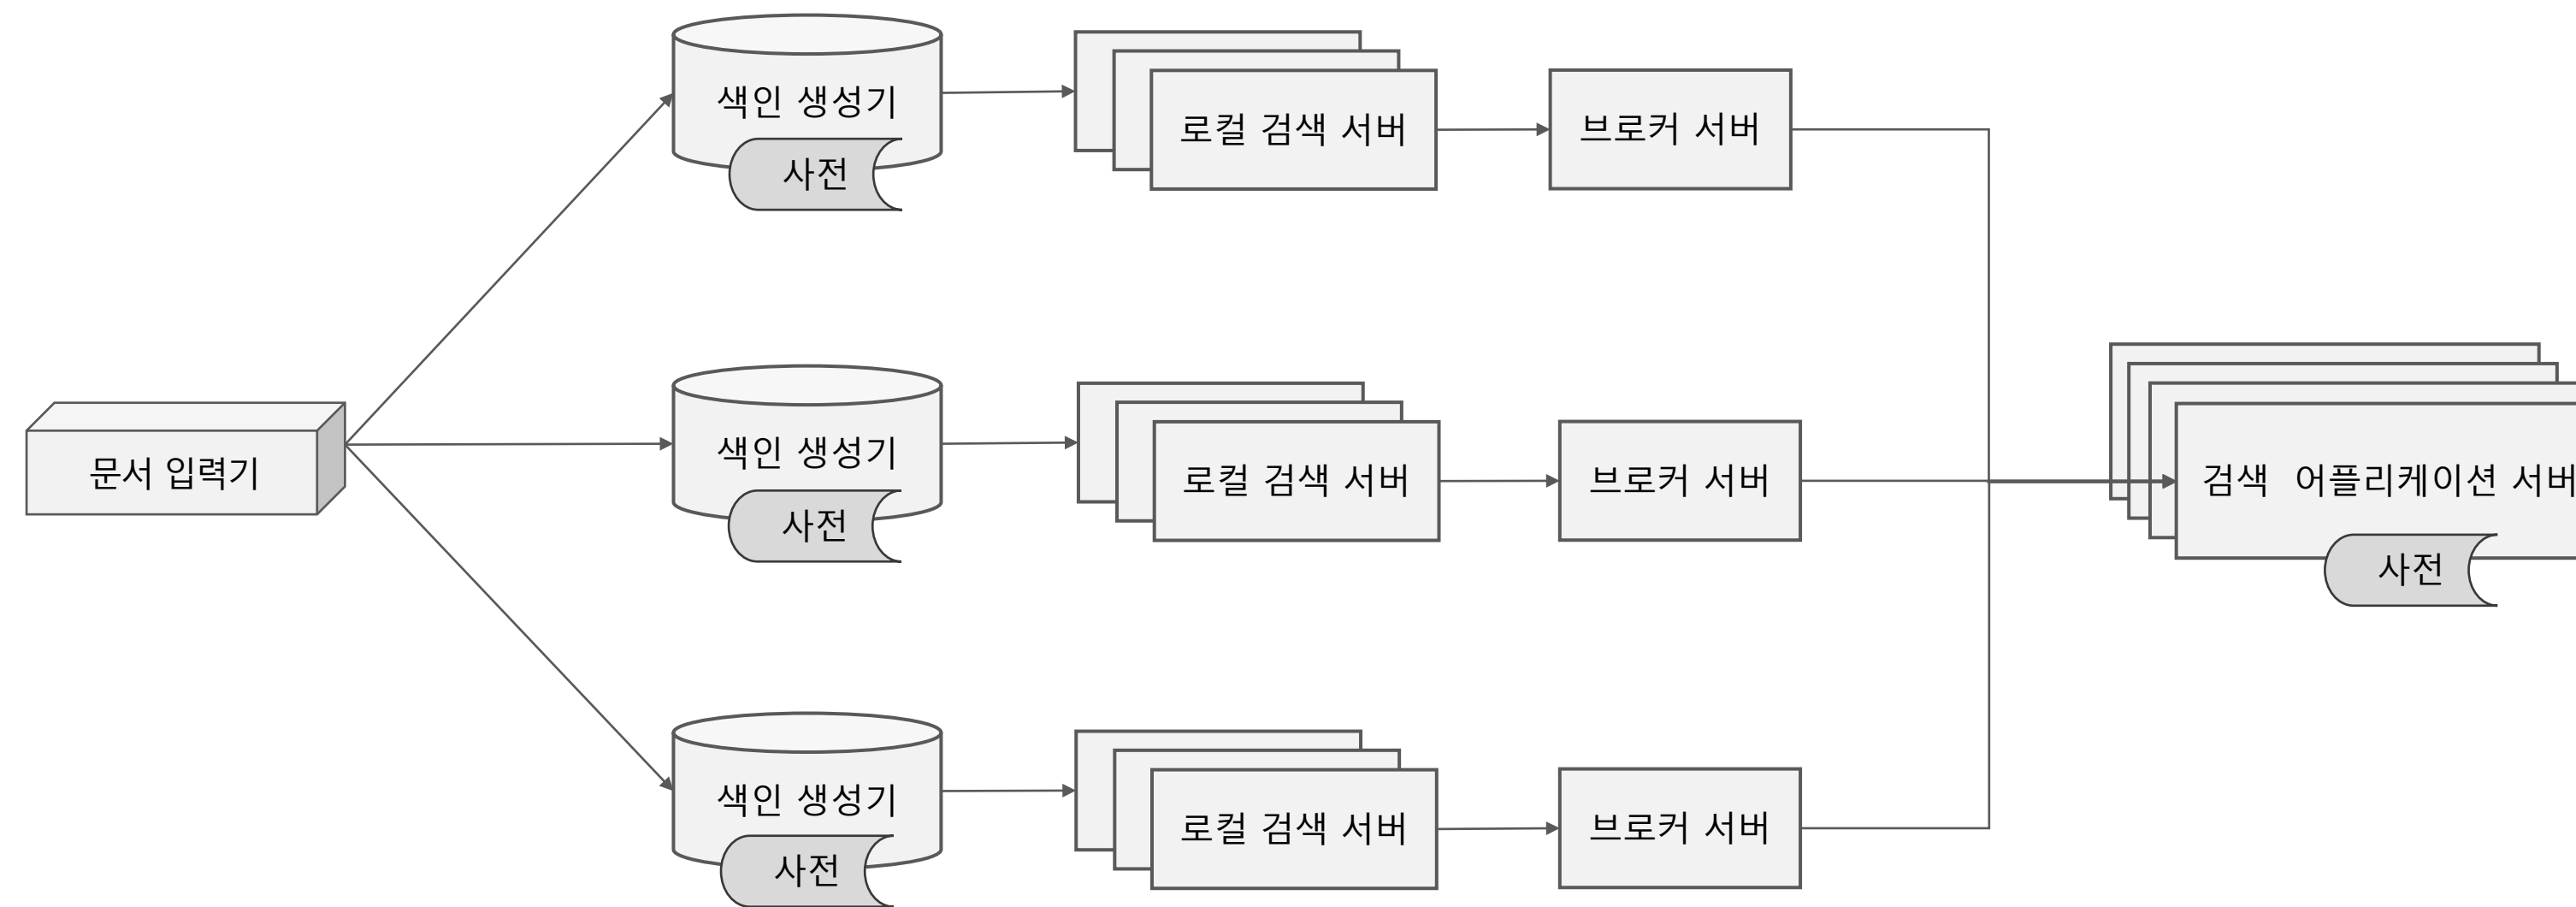 색인 생성기
사전
로컬 검색 서버
브로커 서버
문서 입력기
색인 생성기
사전
로컬 검색 서버
브로커 서버
검색 어플리케이션 서버
사전
색인 생성기
사전
로컬 검색 서버
브로커 서버